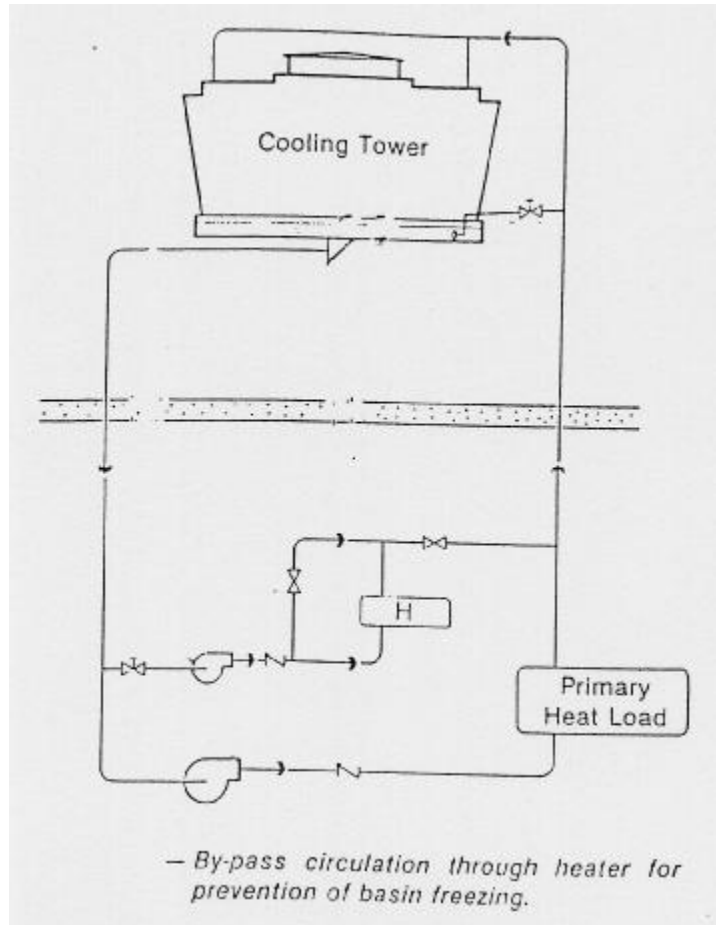 Cooling Tower
H
Primary
Heat Load
— By-pass circulation through heater for
prevention of basin freezing.